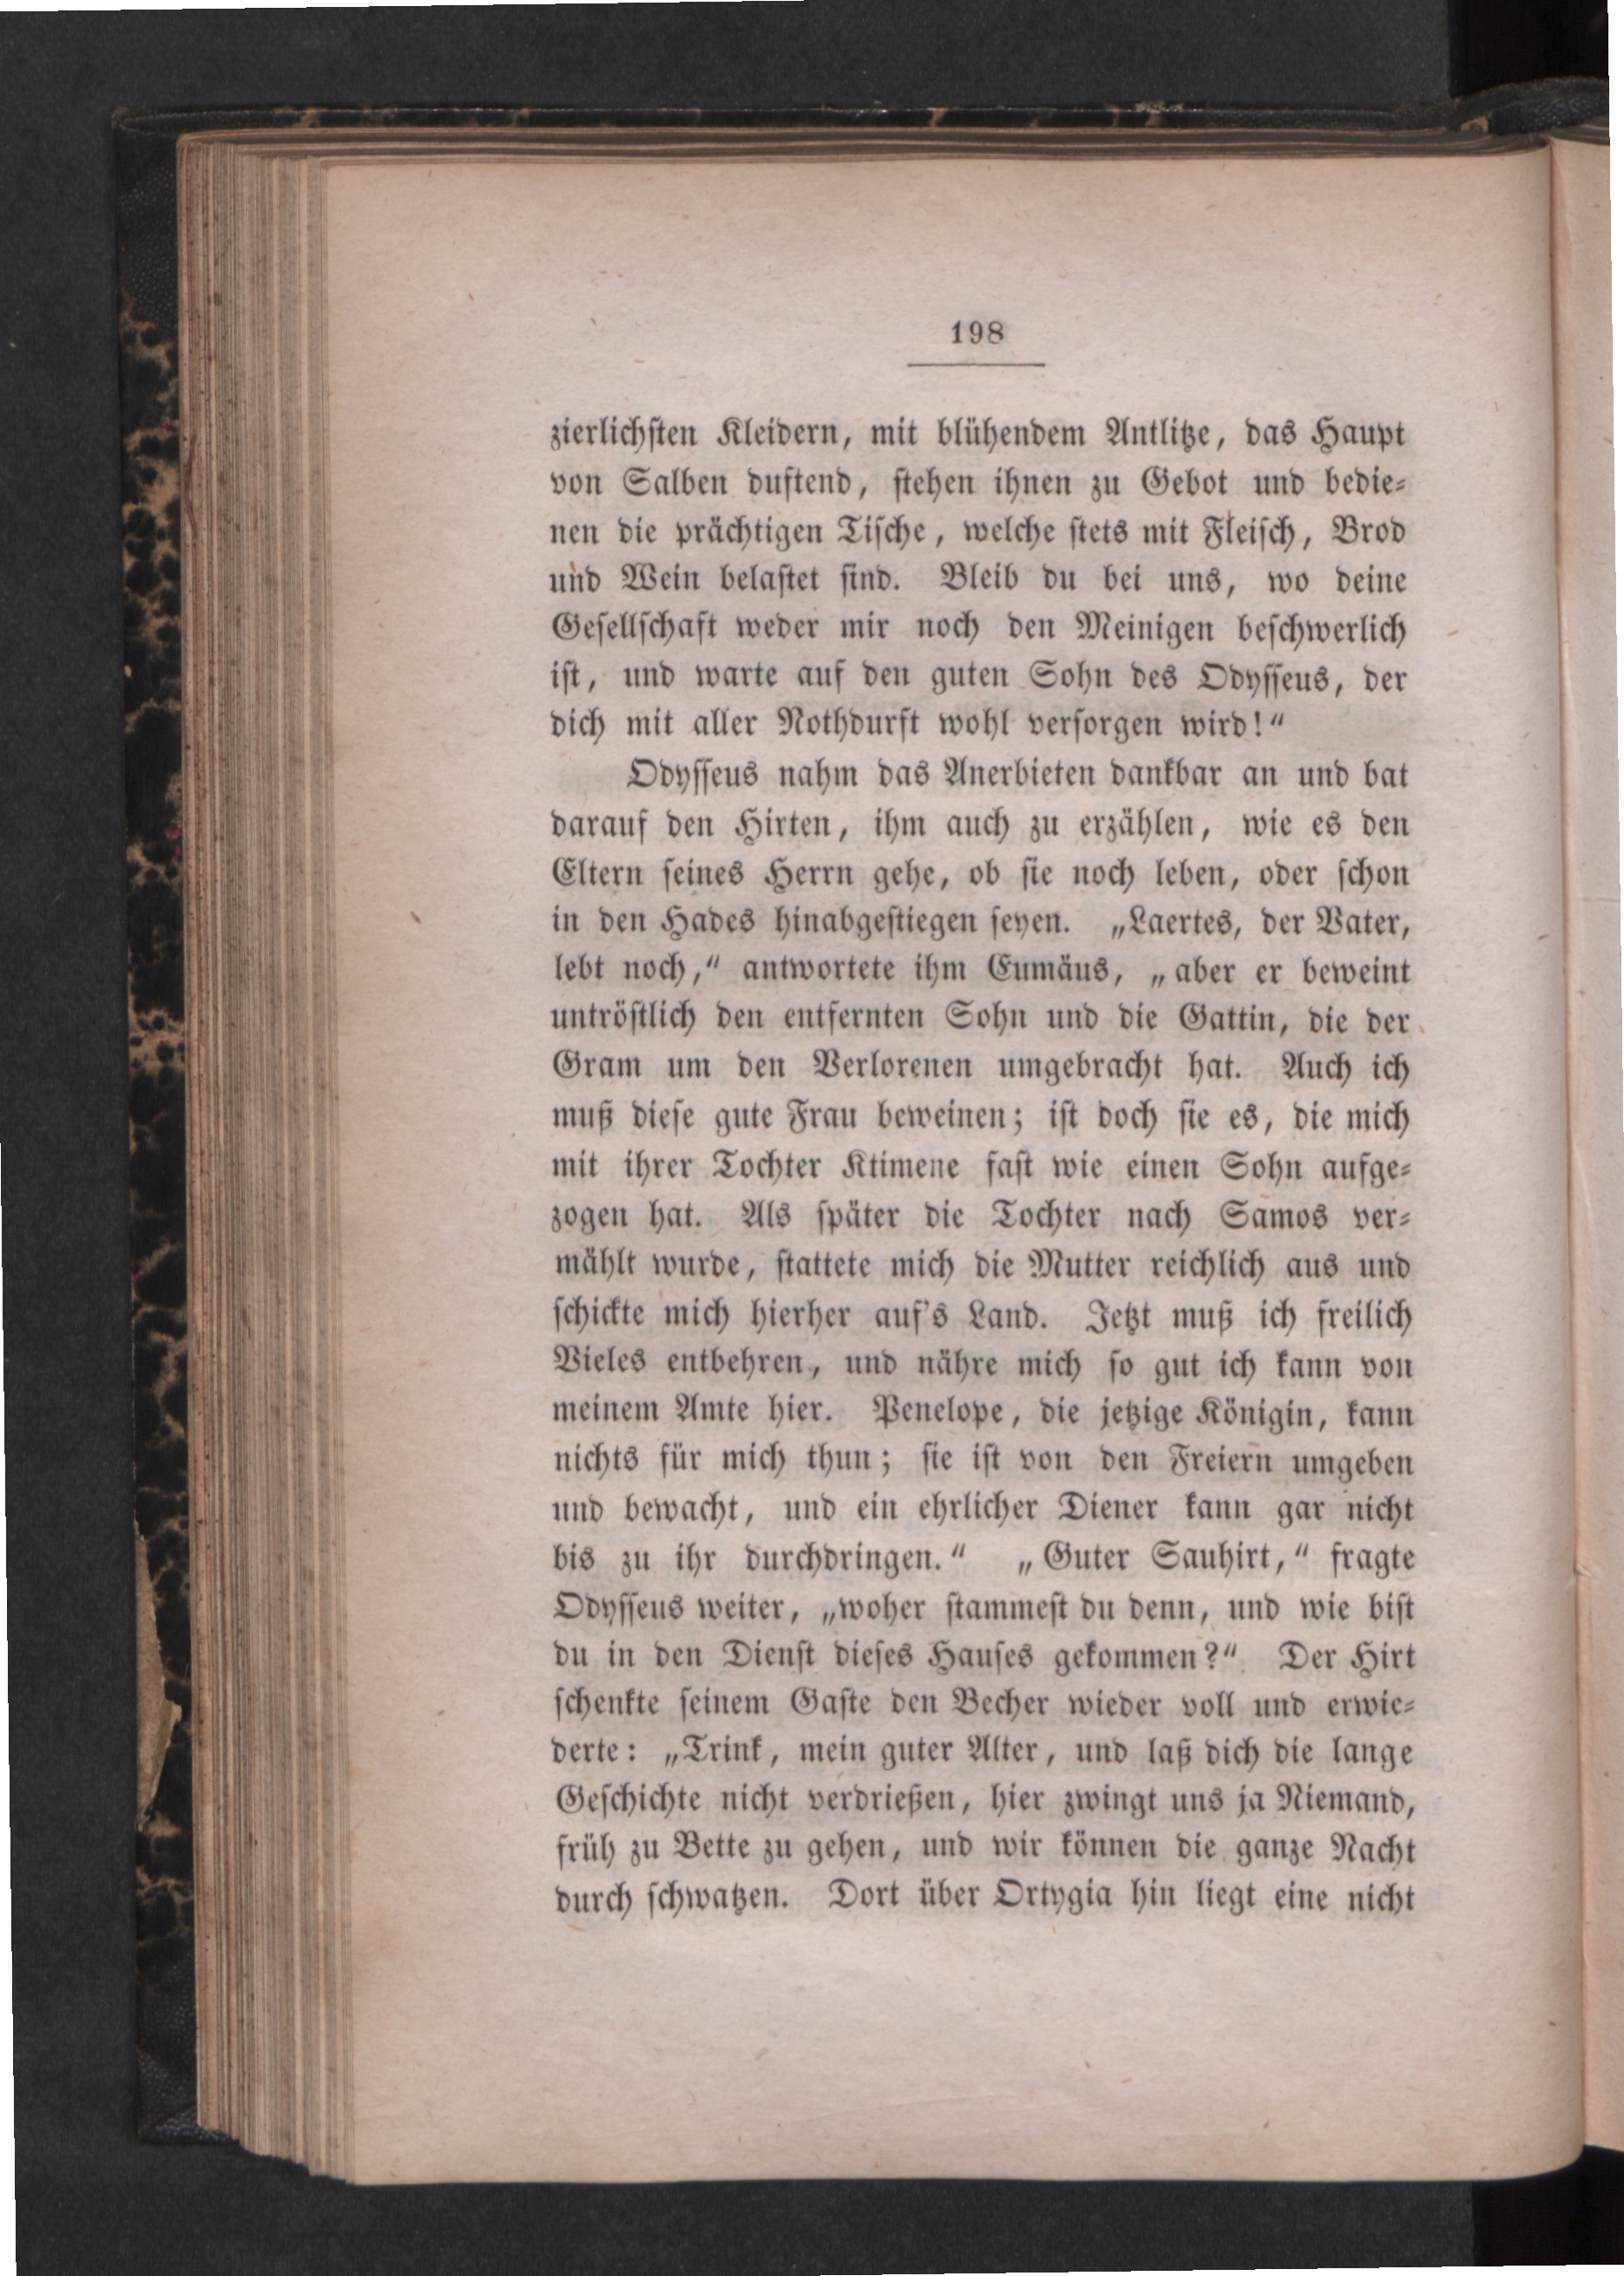 198
zierlichsten Kleidern, mit blühendem Antlitze, das Haupt
von Salben duftend, stehen ihnen zu Gebot und bedie⸗
nen die prächtigen Tische, welche stets mit Fleisch, Brod
und Wein belastet sind. Bleib du bei uns, wo deine
Gesellschaft weder mir noch den Meinigen beschwerlich
ist, und warte auf den guten Sohn des Odysseus, der
dich mit aller Nothdurft wohl versorgen wird!“
Odysseus nahm das Anerbieten dankbar an und bat
darauf den Hirten, ihm auch zu erzählen, wie es den
Eltern seines Herrn gehe, ob sie noch leben, oder schon
in den Hades hinabgestiegen seyen. „Laertes, der Vater,
lebt noch,“ antwortete ihm Eumäus, „aber er beweint
untröstlich den entfernten Sohn und die Gattin, die der
Gram um den Verlorenen umgebracht hat. Auch ich
muß diese gute Frau beweinen; ist doch sie es, die mich
mit ihrer Tochter Ktimene fast wie einen Sohn aufge⸗
zogen hat. Als später die Tochter nach Samos ver⸗
mählt wurde, stattete mich die Mutter reichlich aus und
schickte mich hierher auf's Land. Jetzt muß ich freilich
Vieles entbehren, und nähre mich so gut ich kann von
meinem Amte hier. Penelope, die jetzige Königin, kann
nichts für mich thun; sie ist von den Freiern umgeben
und bewacht, und ein ehrlicher Diener kann gar nicht
bis zu ihr durchdringen.“ „Guter Sauhirt,“ fragte
Odysseus weiter, „woher stammest du denn, und wie bist
du in den Dienst dieses Hauses gekommen?“ Der Hirt
schenkte seinem Gaste den Becher wieder voll und erwie⸗
derte: „Trink, mein guter Alter, und laß dich die lange
Geschichte nicht verdrießen, hier zwingt uns ja Niemand,
früh zu Bette zu gehen, und wir können die ganze Nacht
durch schwatzen. Dort über Ortygia hin liegt eine nicht